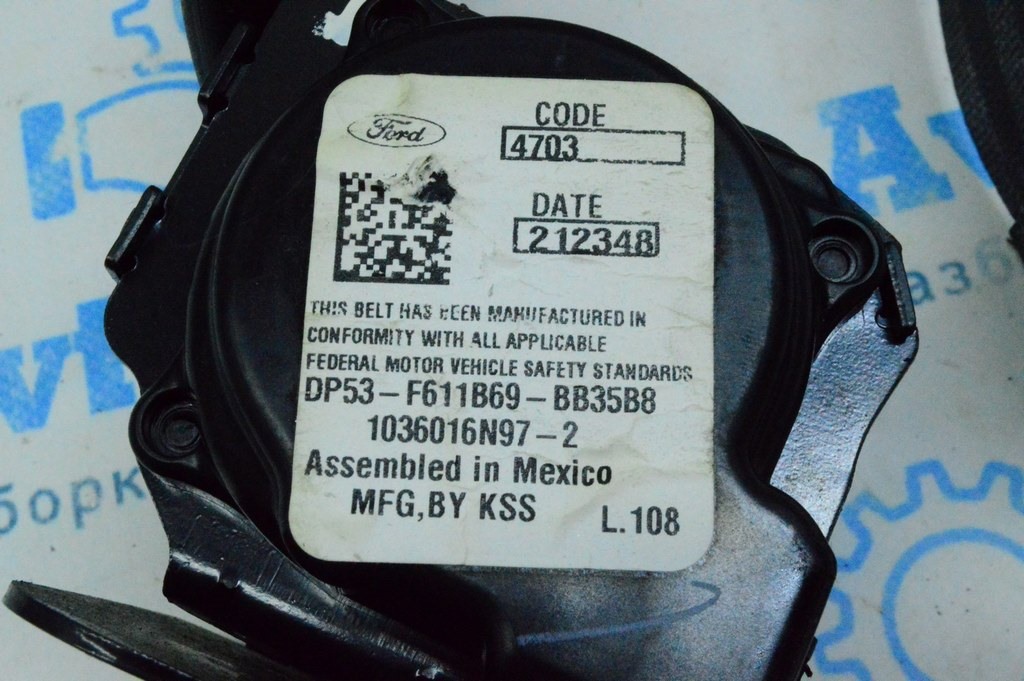 Ford
CODE
4703
DATE
212348
THIS BELT HAS BEEN MANUFACTURED IN
CONFORMITY WITH ALL APPLICABLE
FEDERAL MOTOR VEHICLE SAFETY STANDARDS
DP53-F611B69-BB35B8
1036016N97-2
Assembled in Mexico
MFG,BY KSS
L.108